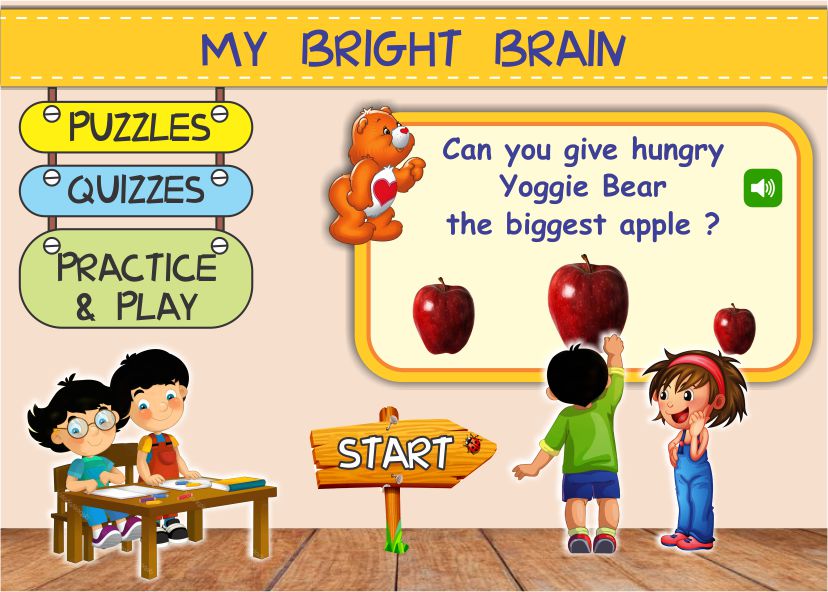 MY BRIGHT BRAIN
PUZZLES
QUIZZES
PRACTICE
& PLAY
Can you give hungry
Yoggie Bear
the biggest apple ?
START